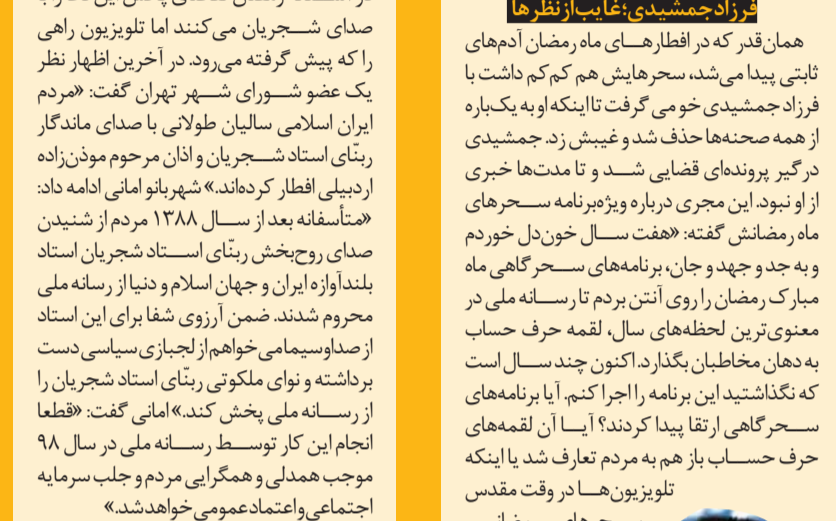 فرزاد جمشیدی؛ غایب از نظرها
همان‌قدر که در افطارهای ماه رمضان آدم‌های
ثابتی پیدا می‌شد، سحرهایش هم کم‌کم داشت با
فرزاد جمشیدی خو می گرفت تا اینکه او به یک‌باره
از همه صحنه‌ها حذف شد و غیبش زد. جمشیدی
درگیر پرونده‌ای قضایی شد و تا مدت‌ها خبری
از او نبود. این مجری درباره ویژه‌برنامه سحرهای
ماه رمضانش گفته: «هفت سال خون‌دل خوردم
و به جد و جهد و جان، برنامه‌های سحرگاهی ماه
مبارک رمضان را روی آنتن بردم تا رسانه ملی در
معنوی‌ترین لحظه‌های سال، لقمه حرف حساب
به دهان مخاطبان بگذارد. اکنون چند سال است
که نگذاشتید این برنامه را اجرا کنم. آیا برنامه‌های
سحرگاهی ارتقا پیدا کردند؟ آیا آن لقمه‌های
حرف حساب باز هم به مردم تعارف شد یا اینکه
تلویزیون‌ها در وقت مقدس
صدای شجریان می‌کنند اما تلویزیون راهی
را که پیش گرفته می‌رود. در آخرین اظهار نظر
یک عضو شورای شهر تهران گفت: «مردم
ایران اسلامی سالیان طولانی با صدای ماندگار
ربنّای استاد شجریان و اذان مرحوم موذن‌زاده
اردبیلی افطار کرده‌اند.» شهربانو امانی ادامه داد:
«متأسفانه بعد از سال ۱۳۸۸ مردم از شنیدن
صدای روح‌بخش ربنّای استاد شجریان استاد
بلندآوازه ایران و جهان اسلام و دنیا از رسانه ملی
محروم شدند. ضمن آرزوی شفا برای این استاد
از صداوسیما می‌خواهم از لجبازی سیاسی دست
برداشته و نوای ملکوتی ربنّای استاد شجریان را
از رسانه ملی پخش کند.» امانی گفت: «قطعا
انجام این کار توسط رسانه ملی در سال ۹۸
موجب همدلی و همگرایی مردم و جلب سرمایه
اجتماعی و اعتماد عمومی خواهد شد.»